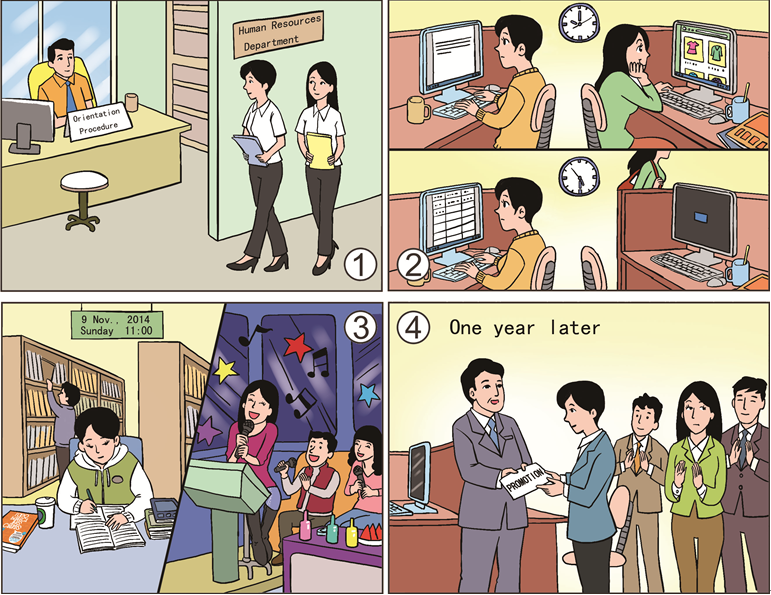 Human Resources
Department
Orientation
Procedure
1
2
9 Nov., 2014
Sunday 11:00
3
4 One year later
PROMOTION